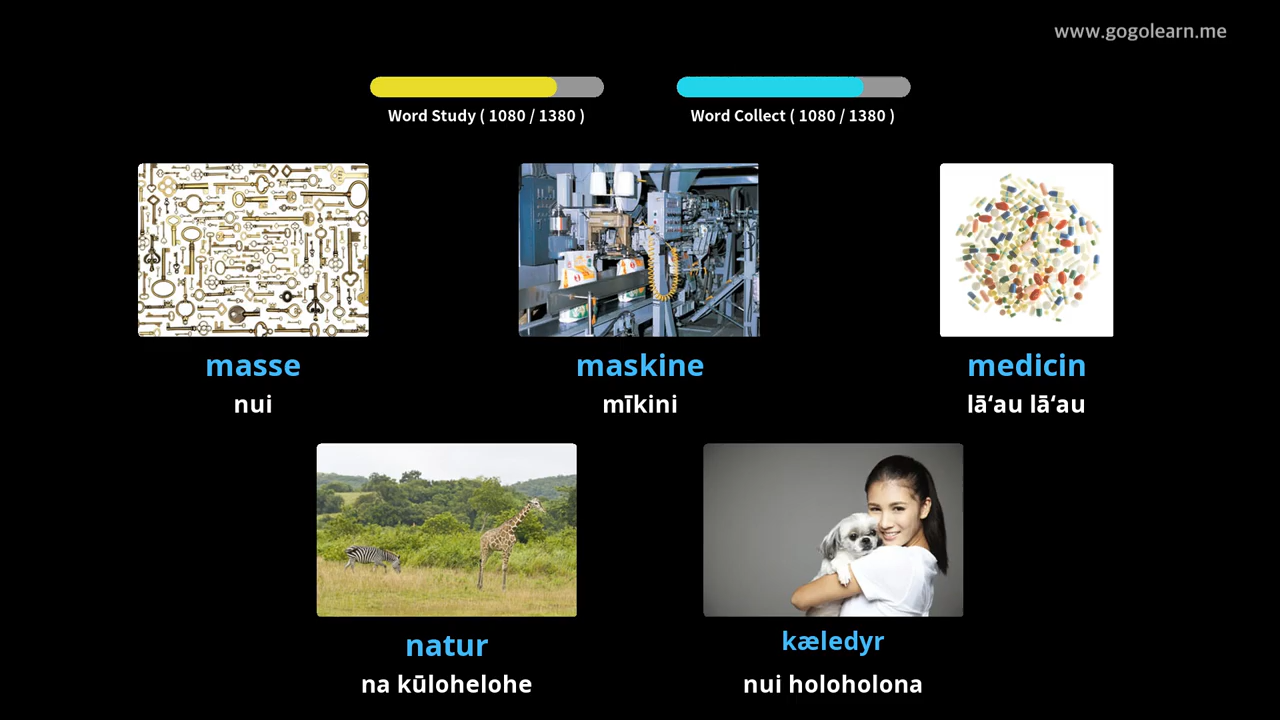 www.gogolearn.me
Word Study ( 1080 / 1380 )
Word Collect ( 1080 / 1380 )
masse
maskine
medicin
nui
mīkini
lāʻau lāʻau
natur
kæledyr
na kūlohelohe
nui holoholona